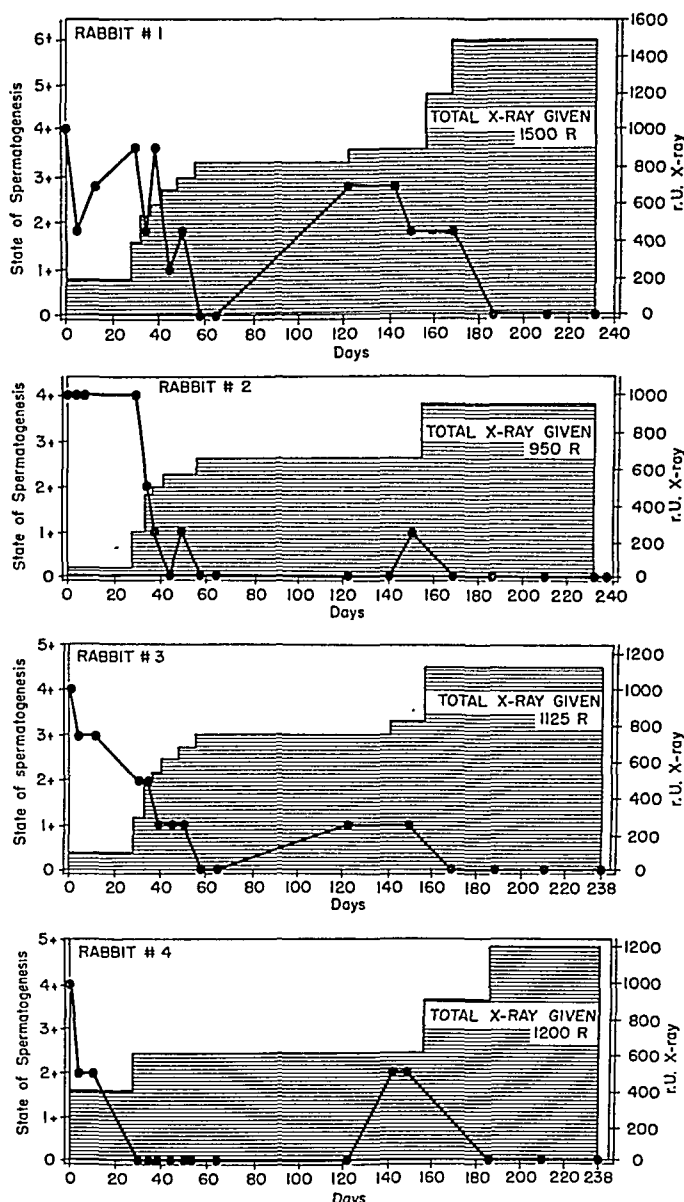 RABBIT # 1
State of Spermatogenesis
6+
5+
4+
3+
2+
1+
0
TOTAL X-RAY GIVEN
1500 R
1600
1400
1200
1000
800
600
400
200
0
r.U. X-ray
0 20 40 60 80 100 120 140 160 180 200 220 240
Days
RABBIT # 2
State of Spermatogenesis
4+
3+
2+
1+
0
TOTAL X-RAY GIVEN
950 R
1000
800
600
400
200
0
r.U. X-ray
0 20 40 60 80 100 120 140 160 180 200 220 240
Days
RABBIT # 3
State of spermatogenesis
5+
4+
3+
2+
1+
0
TOTAL X-RAY GIVEN
1125 R
1200
1000
800
600
400
200
0
r.U. X-ray
0 20 40 60 80 100 120 140 160 180 200 220 238
Days
RABBIT # 4
State of Spermatogenesis
5+
4+
3+
2+
1+
0
TOTAL X-RAY GIVEN
1200 R
1200
1000
800
600
400
200
0
r.U. X-ray
0 20 40 60 80 100 120 140 160 180 200 220 238
Days